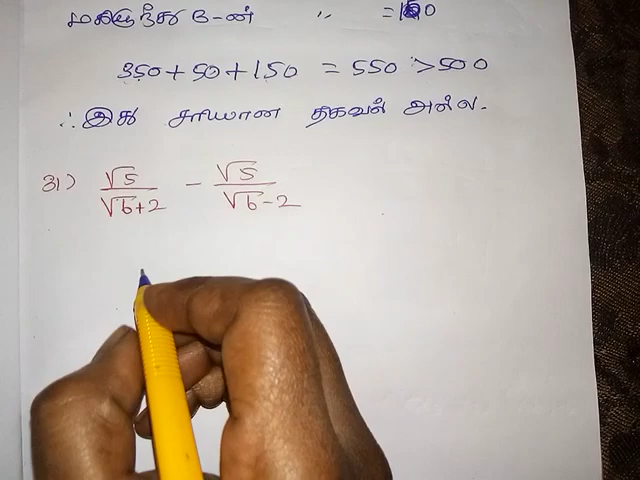 மகிழுந்து B-ன் " =150
350+50+150 = 550 >500
∴ இது சரியான தகவல் அல்ல.
31) √5/(√6+2) - √5/(√6-2)